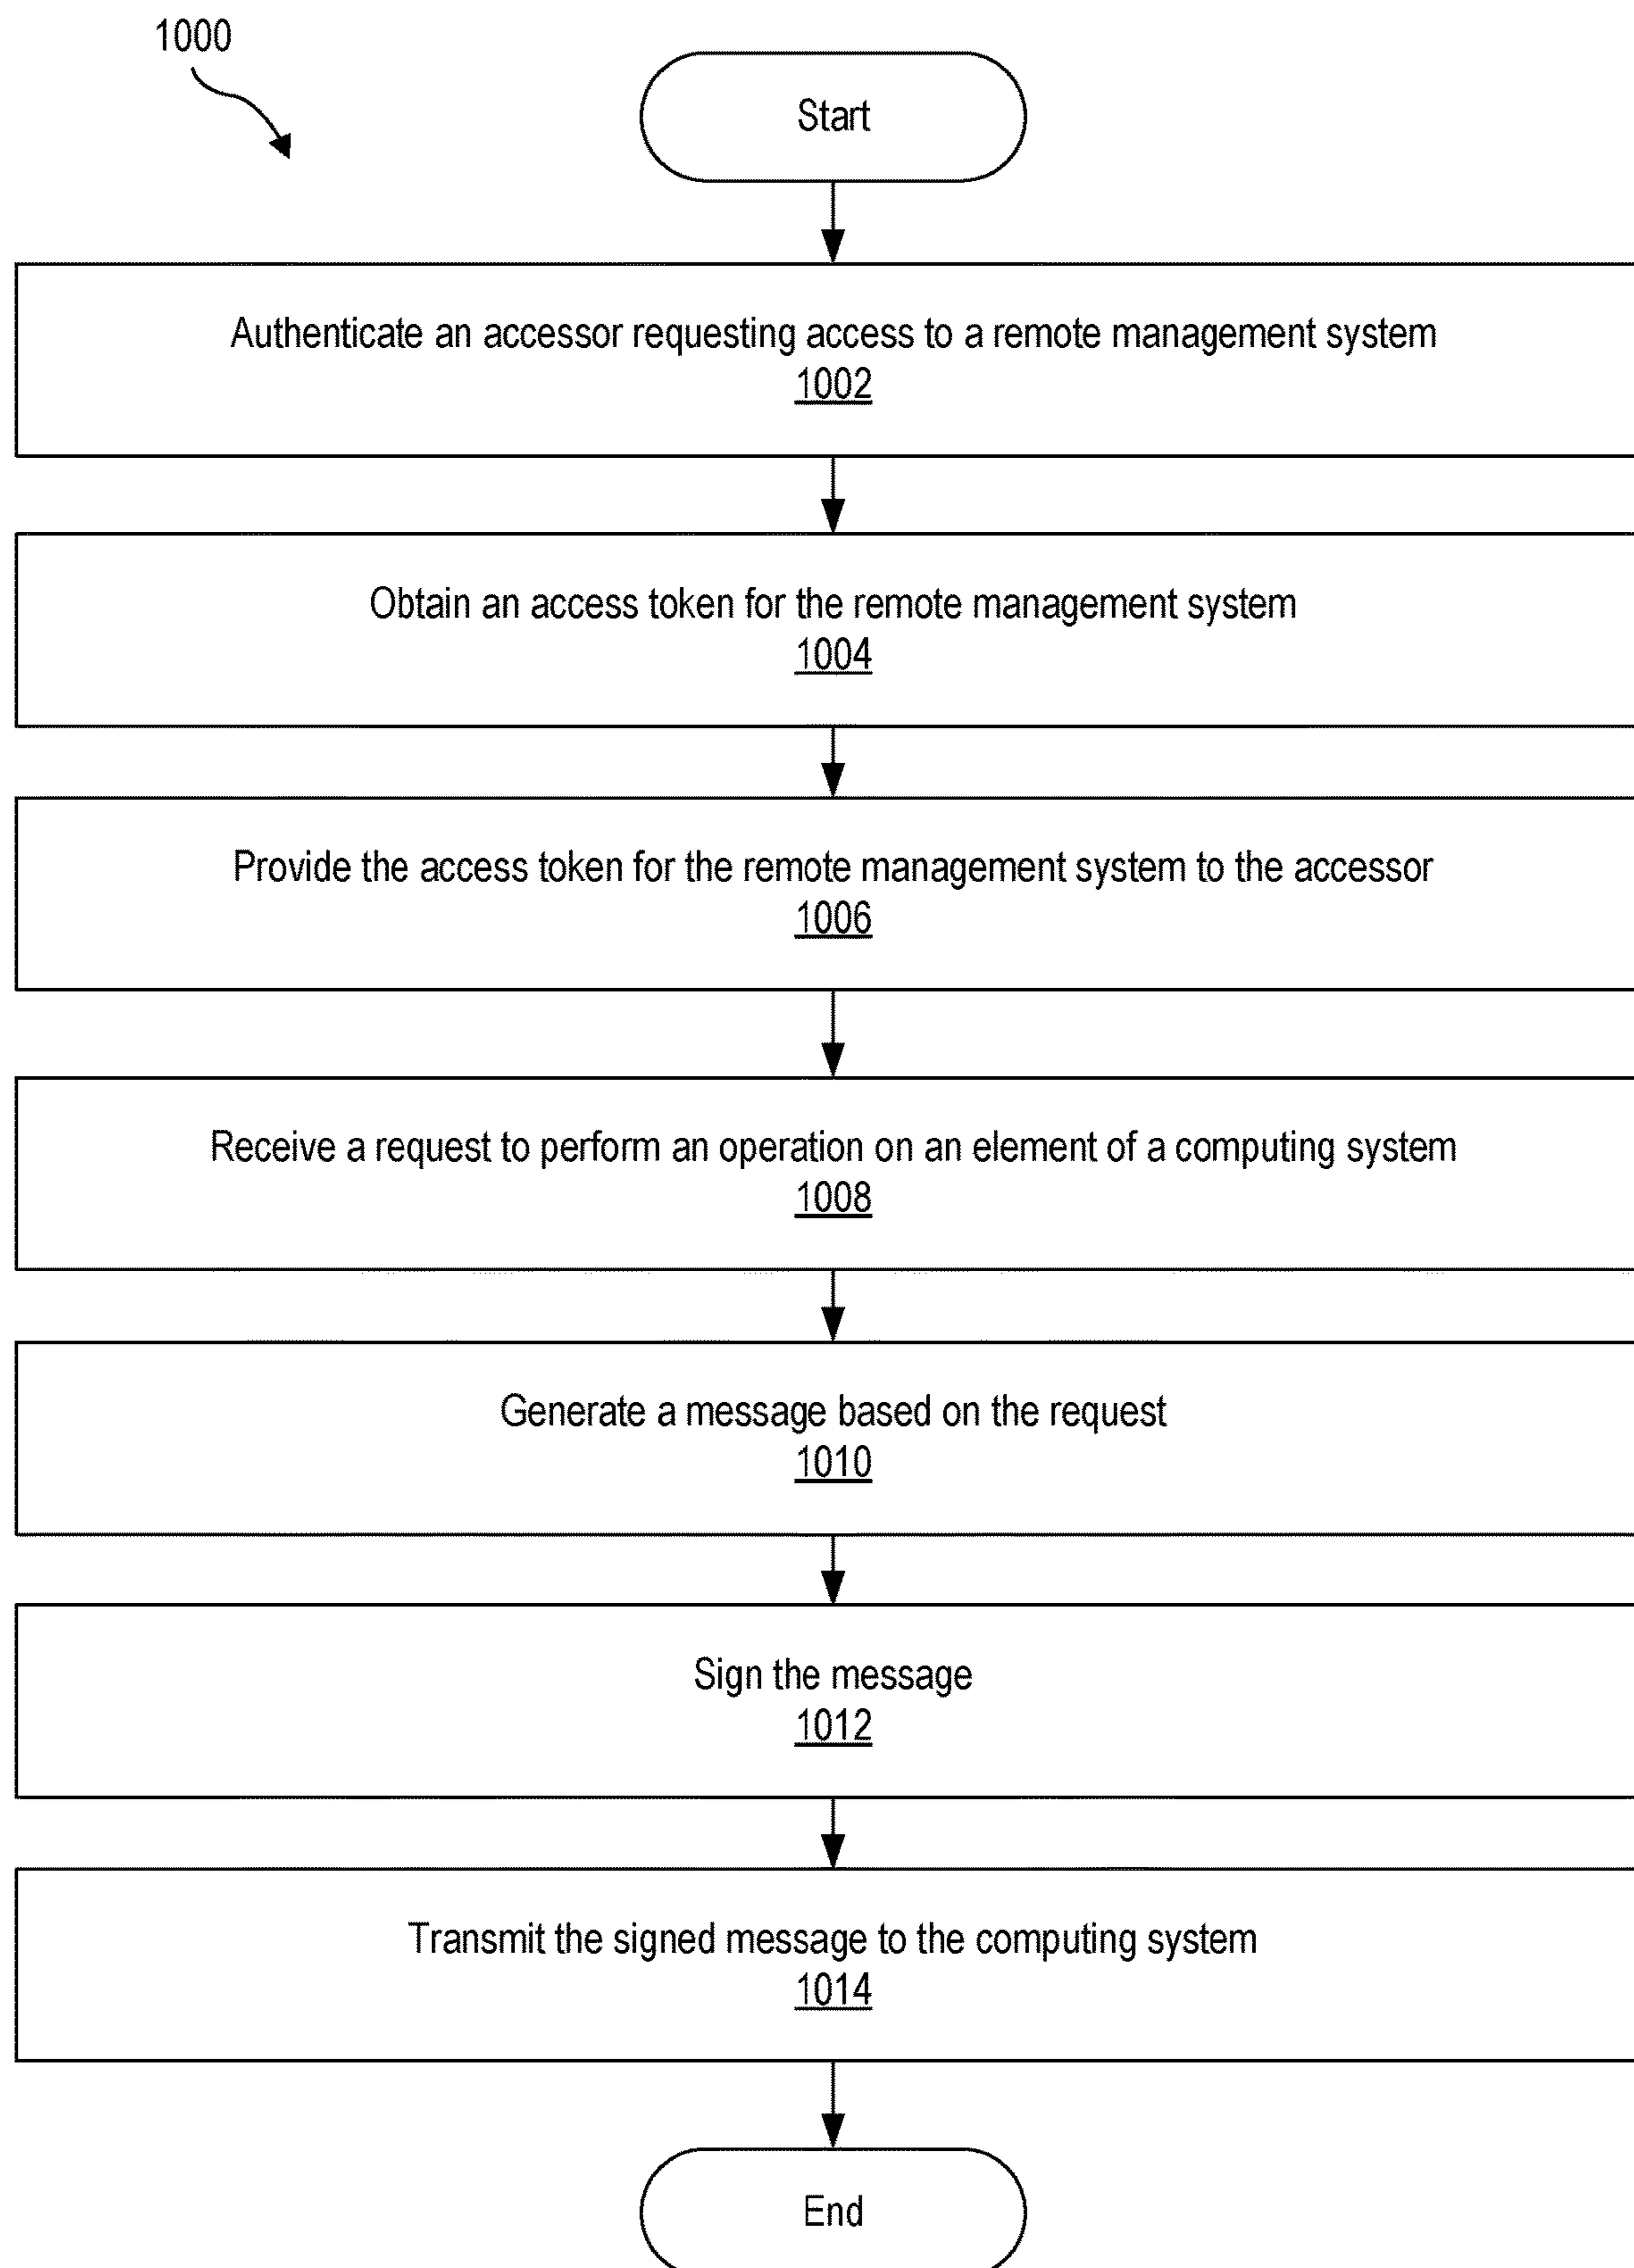 1000
Start
Authenticate an accessor requesting access to a remote management system
1002
Obtain an access token for the remote management system
1004
Provide the access token for the remote management system to the accessor
1006
Receive a request to perform an operation on an element of a computing system
1008
Generate a message based on the request
1010
Sign the message
1012
Transmit the signed message to the computing system
1014
End